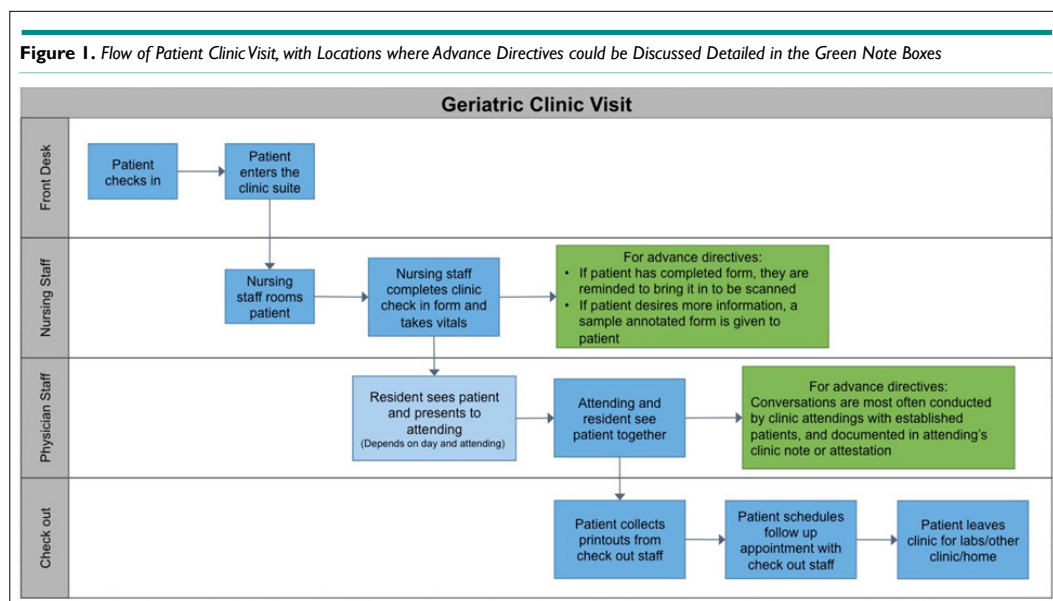 Figure 1. Flow of Patient Clinic Visit, with Locations where Advance Directives could be Discussed Detailed in the Green Note Boxes
Geriatric Clinic Visit
Front Desk
Patient
checks in
Patient
enters the
clinic suite
Nursing Staff
Nursing
staff rooms
patient
Nursing staff
completes clinic
check in form and
takes vitals
For advance directives:
• If patient has completed form, they are
reminded to bring it in to be scanned
• If patient desires more information, a
sample annotated form is given to
patient
Physician Staff
Resident sees patient
and presents to
attending
(Depends on day and attending)
Attending and
resident see
patient together
For advance directives:
Conversations are most often conducted
by clinic attendings with established
patients, and documented in attending's
clinic note or attestation
Check out
Patient collects
printouts from
check out staff
Patient schedules
follow up
appointment with
check out staff
Patient leaves
clinic for labs/other
clinic/home